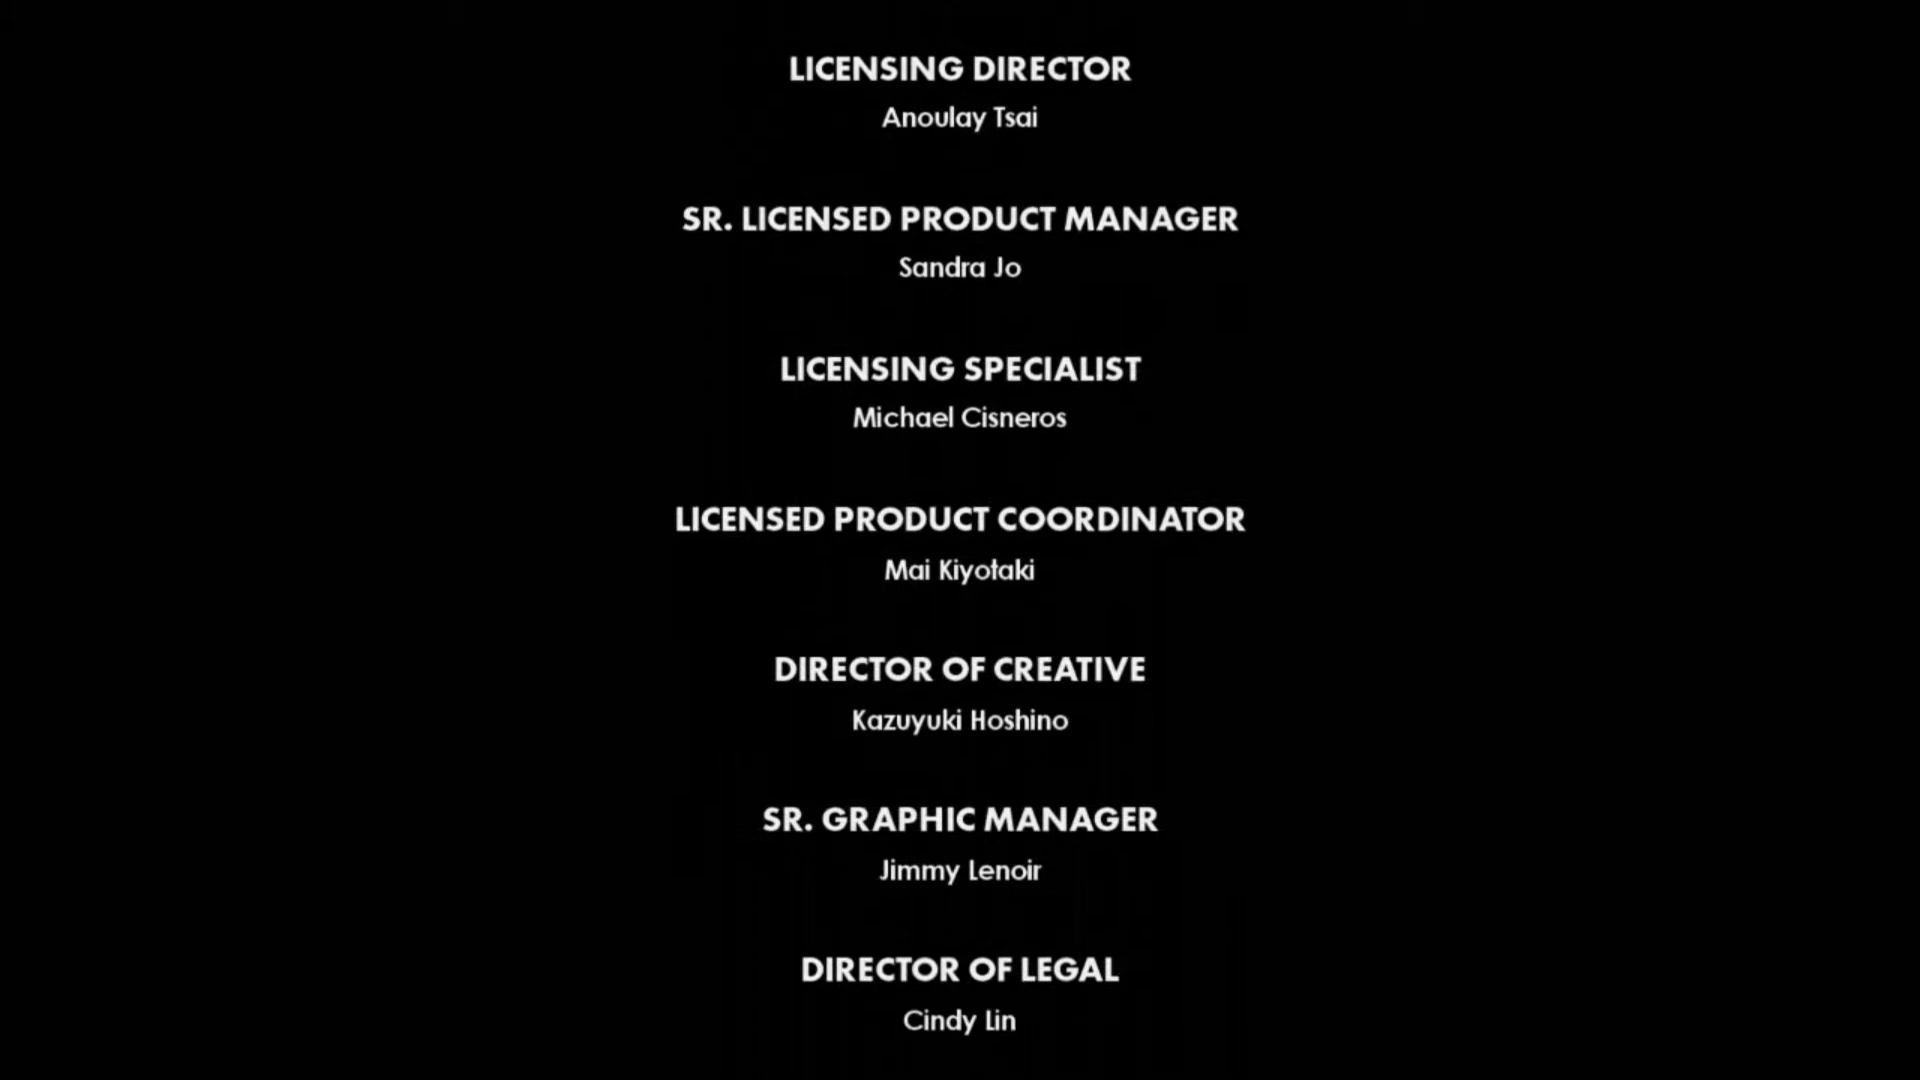 LICENSING DIRECTOR
Anoulay Tsai
SR. LICENSED PRODUCT MANAGER
Sandra Jo
LICENSING SPECIALIST
Michael Cisneros
LICENSED PRODUCT COORDINATOR
Mai Kiyotaki
DIRECTOR OF CREATIVE
Kazuyuki Hoshino
SR. GRAPHIC MANAGER
Jimmy Lenoir
DIRECTOR OF LEGAL
Cindy Lin